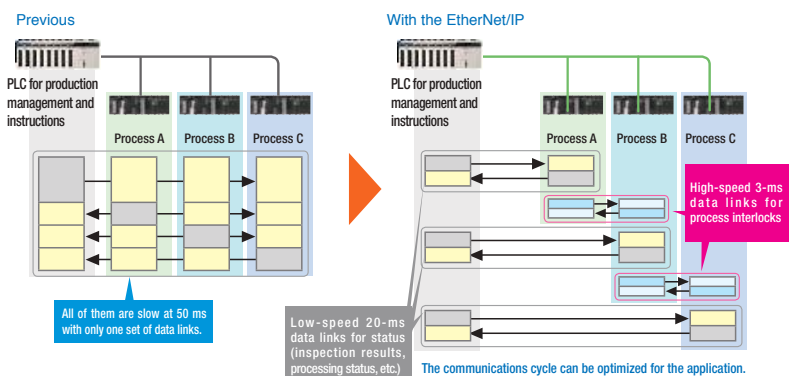 Previous
PLC for production
management and
instructions
Process A
Process B
Process C
All of them are slow at 50 ms
with only one set of data links.
With the EtherNet/IP
PLC for production
management and
instructions
Process A
Process B
Process C
High-speed 3-ms
data links for
process interlocks
Low-speed 20-ms
data links for status
(inspection results,
processing status, etc.)
The communications cycle can be optimized for the application.